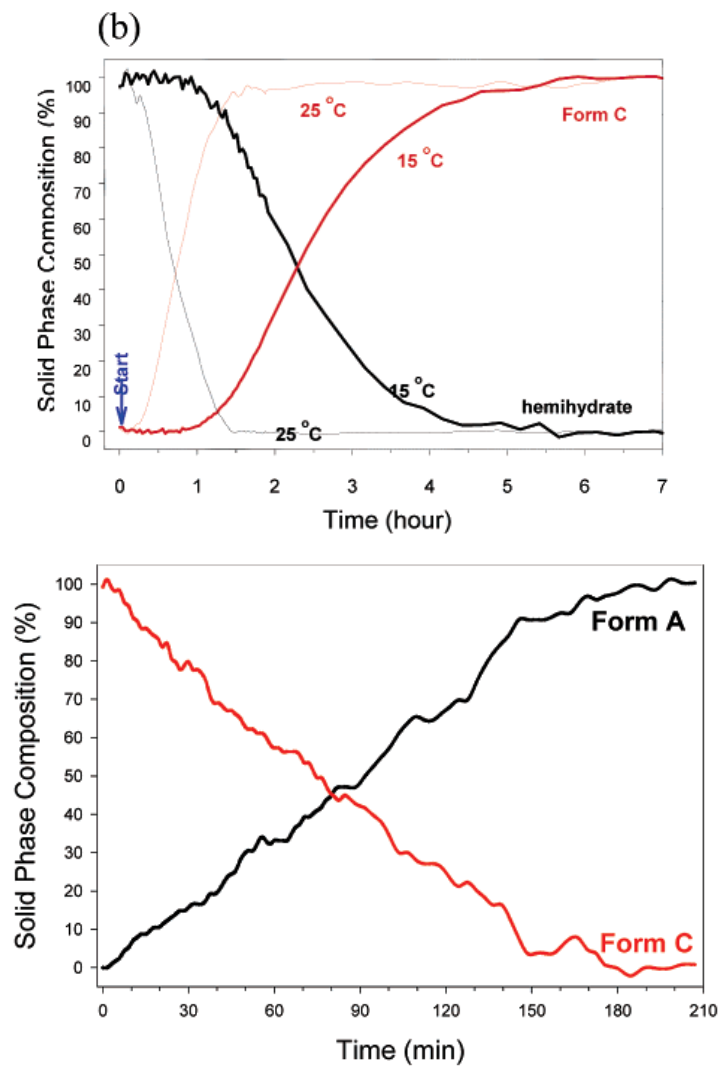 (b)
Solid Phase Composition (%)
100
90
80
70
60
50
40
30
20
10
0
25 °C
Form C
15 °C
Start
15 °C
hemihydrate
25 °C
0 1 2 3 4 5 6 7
Time (hour)
Solid Phase Composition (%)
100
90
80
70
60
50
40
30
20
10
0
Form A
Form C
0 30 60 90 120 150 180 210
Time (min)